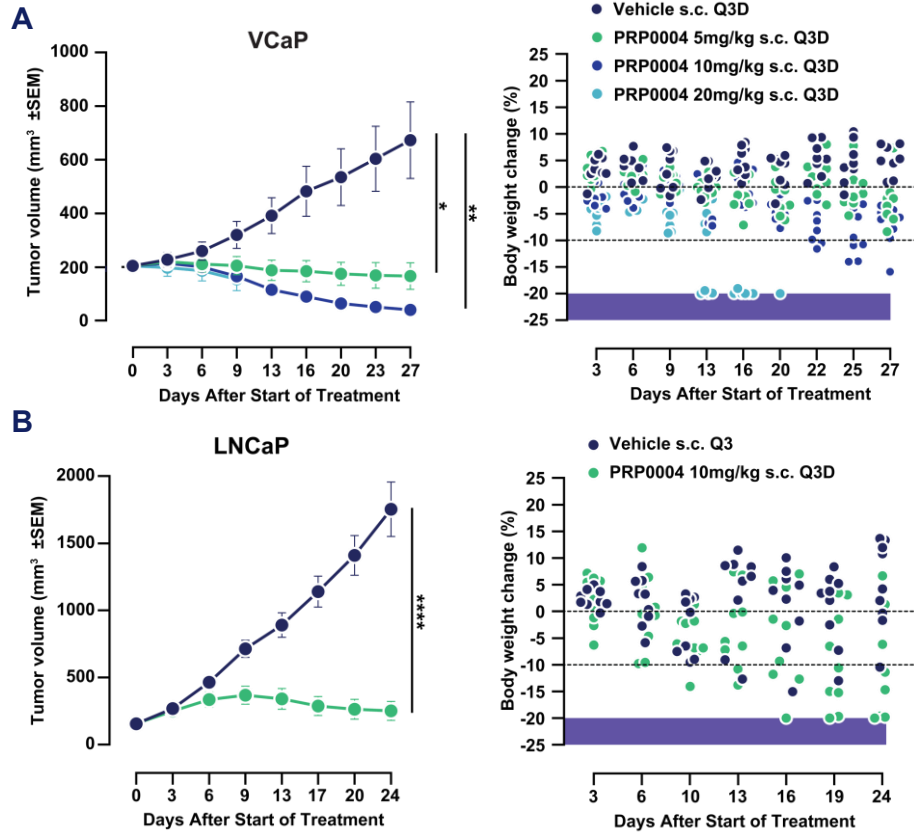 A
VCaP
Tumor volume (mm³ ±SEM)
1000
800
600
400
200
0
*
**
0 3 6 9 13 16 20 23 27
Days After Start of Treatment
Vehicle s.c. Q3D
PRP0004 5mg/kg s.c. Q3D
PRP0004 10mg/kg s.c. Q3D
PRP0004 20mg/kg s.c. Q3D
Body weight change (%)
25
20
15
10
5
0
-5
-10
-15
-20
-25
3 6 9 13 16 20 22 25 27
Days After Start of Treatment
B
LNCaP
Tumor volume (mm³ ±SEM)
2000
1500
1000
500
0
****
0 3 6 9 13 17 20 24
Days After Start of Treatment
Vehicle s.c. Q3
PRP0004 10mg/kg s.c. Q3D
Body weight change (%)
25
20
15
10
5
0
-5
-10
-15
-20
-25
3 6 10 13 16 19 24
Days After Start of Treatment